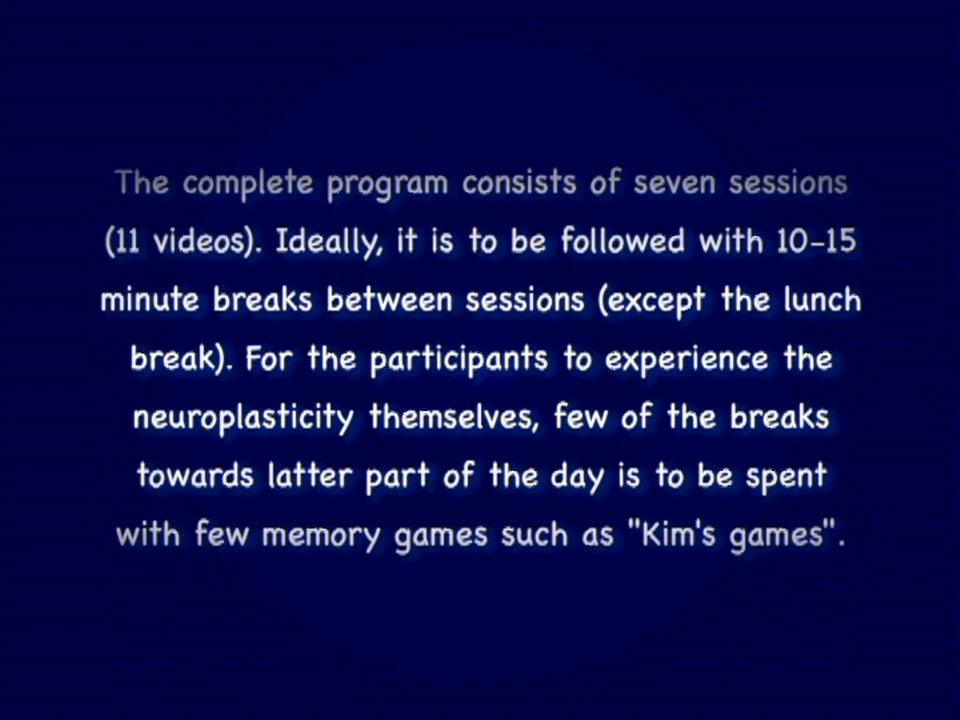 The complete program consists of seven sessions
(11 videos). Ideally, it is to be followed with 10-15
minute breaks between sessions (except the lunch
break). For the participants to experience the
neuroplasticity themselves, few of the breaks
towards latter part of the day is to be spent
with few memory games such as "Kim's games".